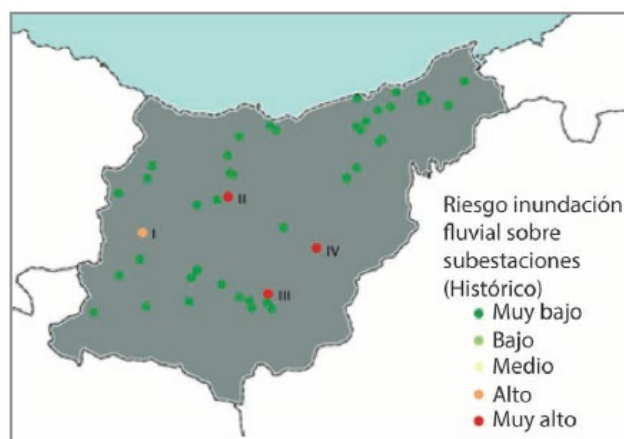 II
I
IV
III
Riesgo inundación
fluvial sobre
subestaciones
(Histórico)
Muy bajo
Bajo
Medio
Alto
Muy alto